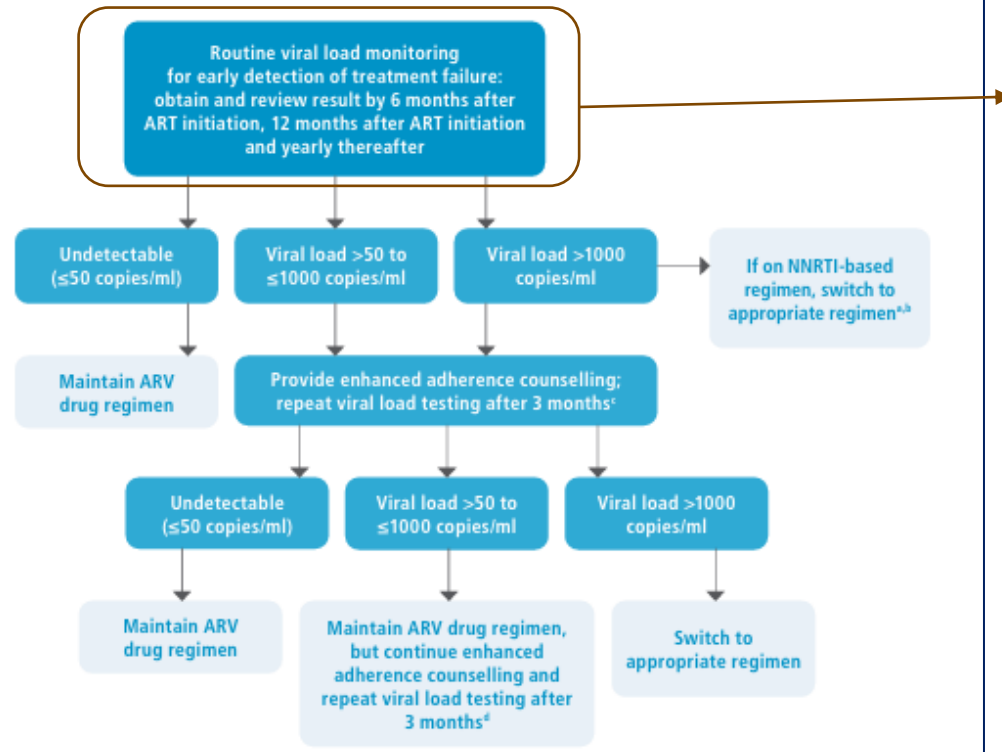 Routine viral load monitoring
for early detection of treatment failure:
obtain and review result by 6 months after
ART initiation, 12 months after ART initiation
and yearly thereafter
Undetectable
(≤50 copies/ml)
Viral load >50 to
≤1000 copies/ml
Viral load >1000
copies/ml
If on NNRTI-based
regimen, switch to
appropriate regimenᵃ,ᵇ
Maintain ARV
drug regimen
Provide enhanced adherence counselling;
repeat viral load testing after 3 monthsᶜ
Undetectable
(≤50 copies/ml)
Viral load >50 to
≤1000 copies/ml
Viral load >1000
copies/ml
Maintain ARV
drug regimen
Maintain ARV drug regimen,
but continue enhanced
adherence counselling and
repeat viral load testing after
3 monthsᵈ
Switch to
appropriate regimen